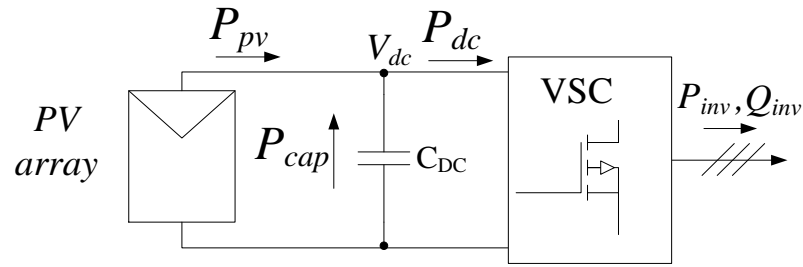 P_pv
V_dc
P_dc
VSC
P_inv, Q_inv
PV
array
P_cap
C_DC